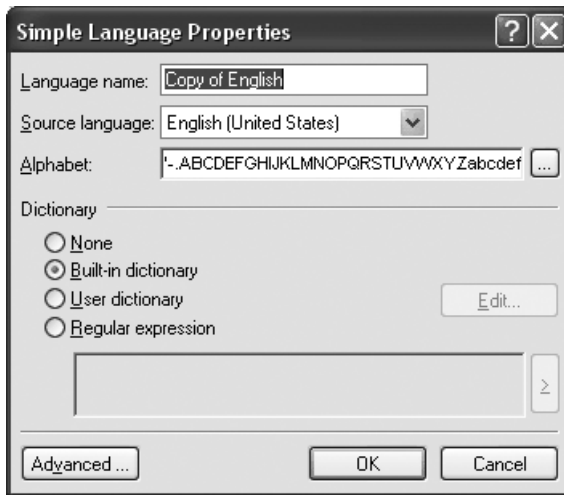 Simple Language Properties
Language name: Copy of English
Source language: English (United States)
Alphabet: '-.ABCDEFGHIJKLMNOPQRSTUVWXYZabcdef ...
Dictionary
None
Built-in dictionary
User dictionary
Edit...
Regular expression
>
Advanced ...
OK
Cancel